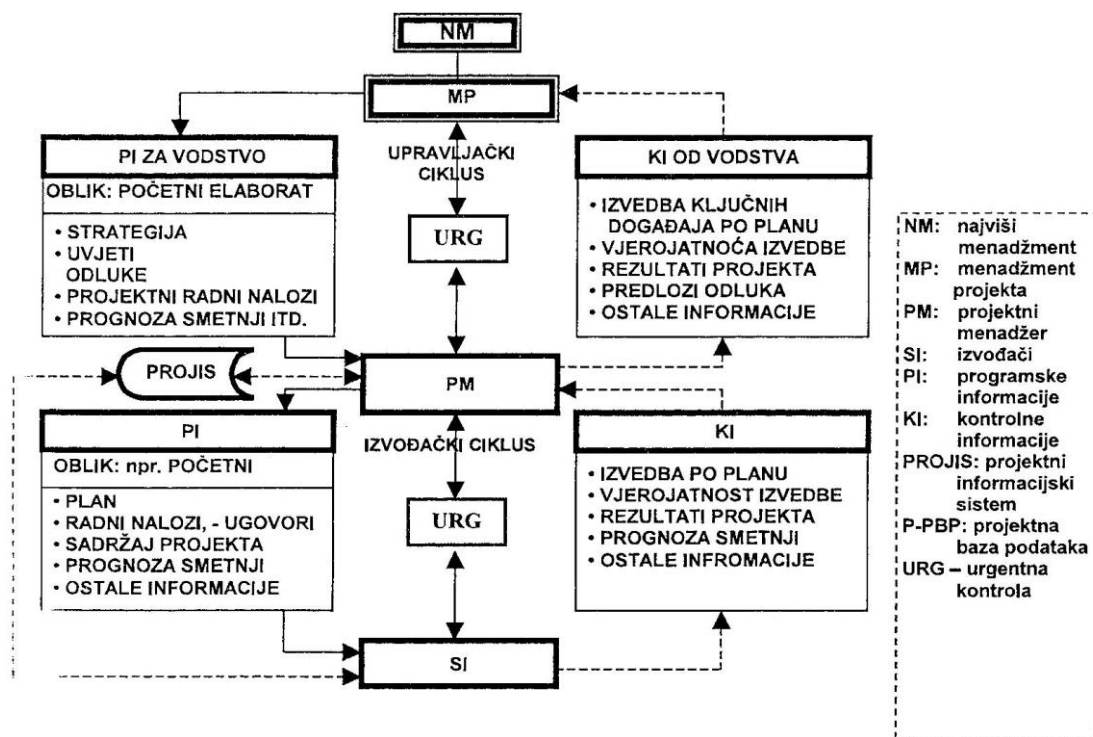 NM
MP
PI ZA VODSTVO
OBLIK: POČETNI ELABORAT
• STRATEGIJA
• UVJETI
ODLUKE
• PROJEKTNI RADNI NALOZI
• PROGNOZA SMETNJI ITD.
UPRAVLJAČKI
CIKLUS
URG
KI OD VODSTVA
• IZVEDBA KLJUČNIH
DOGAĐAJA PO PLANU
• VJEROJATNOĆA IZVEDBE
• REZULTATI PROJEKTA
• PREDLOZI ODLUKA
• OSTALE INFORMACIJE
PROJIS
PM
PI
OBLIK: npr. POČETNI
• PLAN
• RADNI NALOZI, - UGOVORI
• SADRŽAJ PROJEKTA
• PROGNOZA SMETNJI
• OSTALE INFORMACIJE
IZVOĐAČKI CIKLUS
URG
KI
• IZVEDBA PO PLANU
• VJEROJATNOST IZVEDBE
• REZULTATI PROJEKTA
• PROGNOZA SMETNJI
• OSTALE INFROMACIJE
SI
NM: najviši
menadžment
MP: menadžment
projekta
PM: projektni
menadžer
SI: izvođači
PI: programske
informacije
KI: kontrolne
informacije
PROJIS: projektni
informacijski
sistem
P-PBP: projektna
baza podataka
URG – urgentna
kontrola